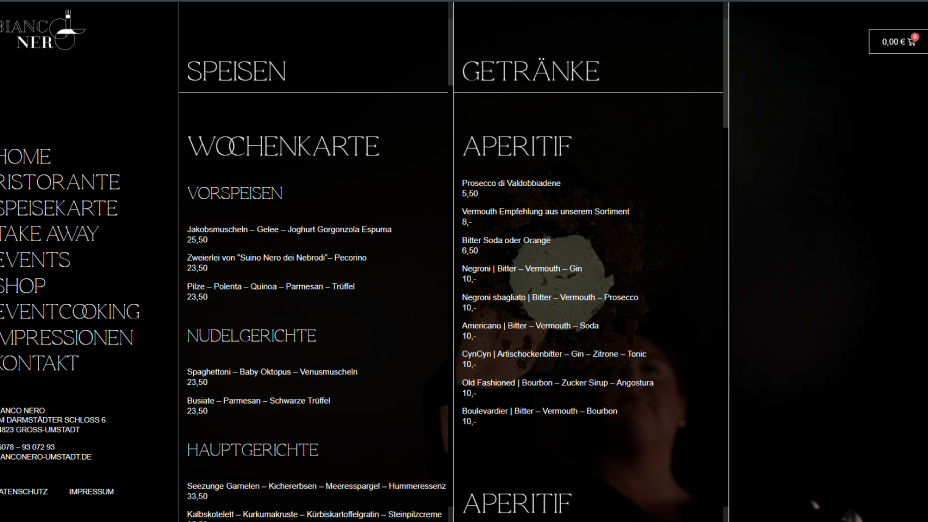 BIANCO
NERO
HOME
RISTORANTE
SPEISEKARTE
TAKE AWAY
EVENTS
SHOP
EVENTCOOKING
IMPRESSIONEN
KONTAKT
IANCO NERO
M DARMSTÄDTER SCHLOSS 6
4823 GROSS-UMSTADT
6078 – 93 072 93
IANCONERO-UMSTADT.DE
ATENSCHUTZ IMPRESSUM
SPEISEN
WOCHENKARTE
VORSPEISEN
Jakobsmuscheln – Gelee – Joghurt Gorgonzola Espuma
25,50
Zweierlei von "Suino Nero dei Nebrodi"– Pecorino
23,50
Pilze – Polenta – Quinoa – Parmesan – Trüffel
23,50
NUDELGERICHTE
Spaghettoni – Baby Oktopus – Venusmuscheln
23,50
Busiate – Parmesan – Schwarze Trüffel
23,50
HAUPTGERICHTE
Seezunge Garnelen – Kichererbsen – Meeresspargel – Hummeressenz
33,50
Kalbskotelett – Kurkumakruste – Kürbiskartoffelgratin – Steinpilzcreme
GETRÄNKE
APERITIF
Prosecco di Valdobbiadene
5,50
Vermouth Empfehlung aus unserem Sortiment
8,-
Bitter Soda oder Orange
6,50
Negroni | Bitter – Vermouth – Gin
10,-
Negroni sbagliato | Bitter – Vermouth – Prosecco
10,-
Americano | Bitter – Vermouth – Soda
10,-
CynCyn | Artischockenbitter – Gin – Zitrone – Tonic
10,-
Old Fashioned | Bourbon – Zucker Sirup – Angostura
10,-
Boulevardier | Bitter – Vermouth – Bourbon
10,-
APERITIF
0,00 € 0